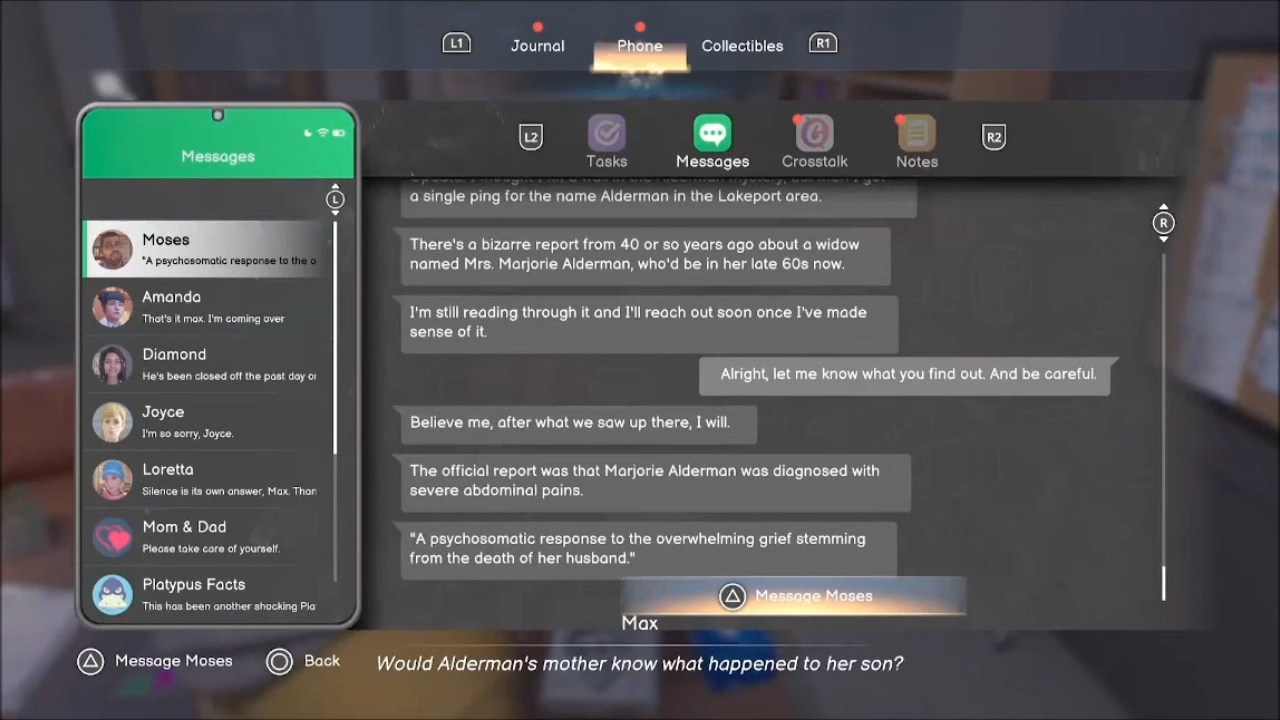 L1
Journal
Phone
Collectibles
R1
Messages
L2
Tasks
Messages
Crosstalk
Notes
R2
L
R
Moses
"A psychosomatic response to the o
Amanda
That's it max. I'm coming over
Diamond
He's been closed off the past day or
Joyce
I'm so sorry, Joyce.
Loretta
Silence is its own answer, Max. Than
Mom & Dad
Please take care of yourself.
Platypus Facts
This has been another shocking Pla
a single ping for the name Alderman in the Lakeport area.
There's a bizarre report from 40 or so years ago about a widow
named Mrs. Marjorie Alderman, who'd be in her late 60s now.
I'm still reading through it and I'll reach out soon once I've made
sense of it.
Alright, let me know what you find out. And be careful.
Believe me, after what we saw up there, I will.
The official report was that Marjorie Alderman was diagnosed with
severe abdominal pains.
"A psychosomatic response to the overwhelming grief stemming
from the death of her husband."
Message Moses
Max
Message Moses
Back
Would Alderman's mother know what happened to her son?